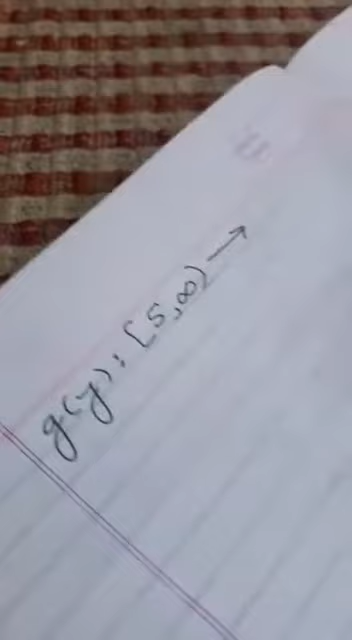 g(y) : [5,∞) →